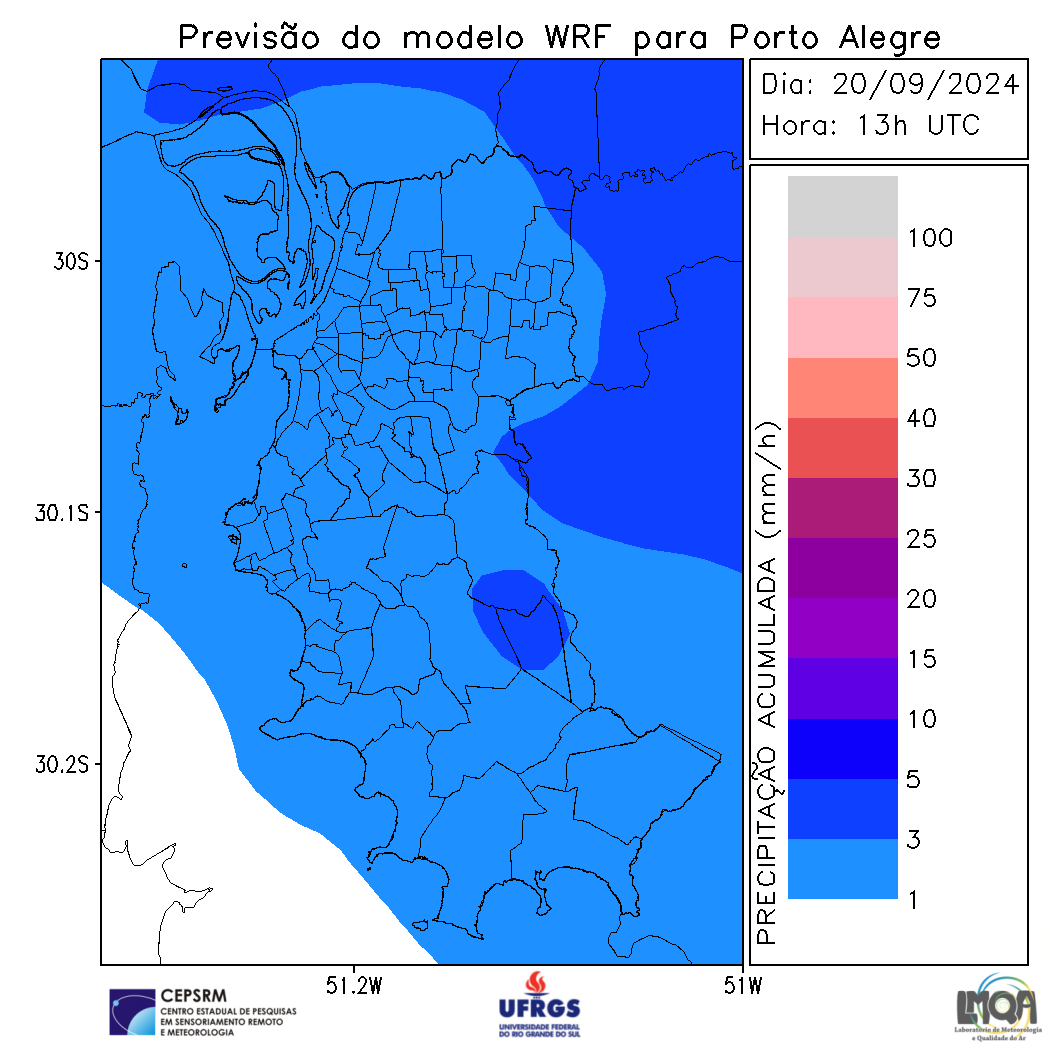 Previsão do modelo WRF para Porto Alegre
Dia: 20/09/2024
Hora: 13h UTC
30S
30.1S
30.2S
51.2W
51W
PRECIPITAÇÃO ACUMULADA (mm/h)
100
75
50
40
30
25
20
15
10
5
3
1
CEPSRM
CENTRO ESTADUAL DE PESQUISAS
EM SENSORIAMENTO REMOTO
E METEOROLOGIA
UFRGS
UNIVERSIDADE FEDERAL
DO RIO GRANDE DO SUL
LMQA
Laboratório de Meteorologia
e Qualidade do Ar